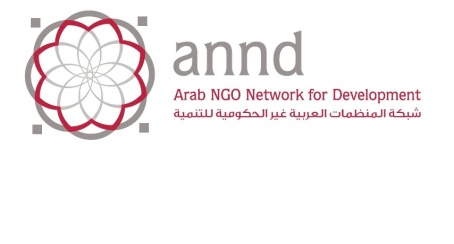 annd
Arab NGO Network for Development
شبكة المنظمات العربية غير الحكومية للتنمية